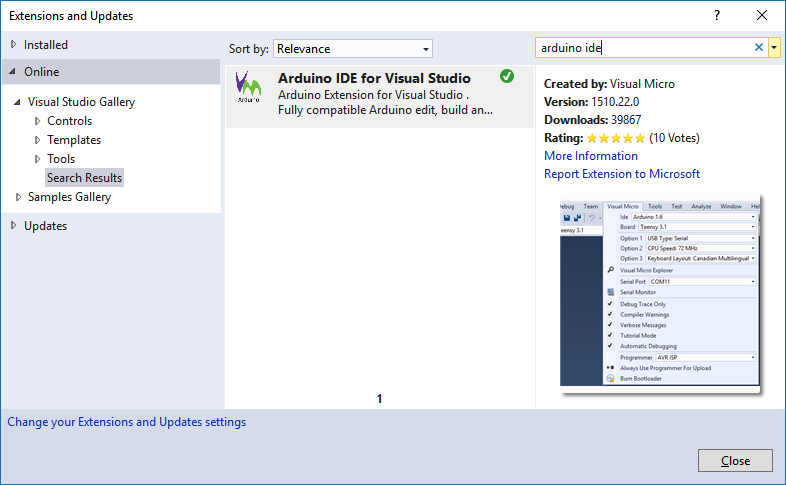 Extensions and Updates
Installed
Online
Visual Studio Gallery
Controls
Templates
Tools
Search Results
Samples Gallery
Updates
Sort by: Relevance
Arduino IDE for Visual Studio
Arduino Extension for Visual Studio .
Fully compatible Arduino edit, build an...
Arduino
1
arduino ide
Created by: Visual Micro
Version: 1510.22.0
Downloads: 39867
Rating: (10 Votes)
More Information
Report Extension to Microsoft
ebug Team Visual Micro Tools Test Analyze Window Hel
Ide Arduino 1.6
teensy 3.1 Board Teensy 3.1
Option 1 USB Type: Serial
Option 2 CPU Speed: 72 MHz
Option 3 Keyboard Layout: Canadian Multilingual
Visual Micro Explorer
Serial Port COM11
Serial Monitor
Debug Trace Only
Compiler Warnings
Verbose Messages
Tutorial Mode
Automatic Debugging
Programmer AVR ISP
Always Use Programmer For Upload
Burn Bootloader
Change your Extensions and Updates settings
Close